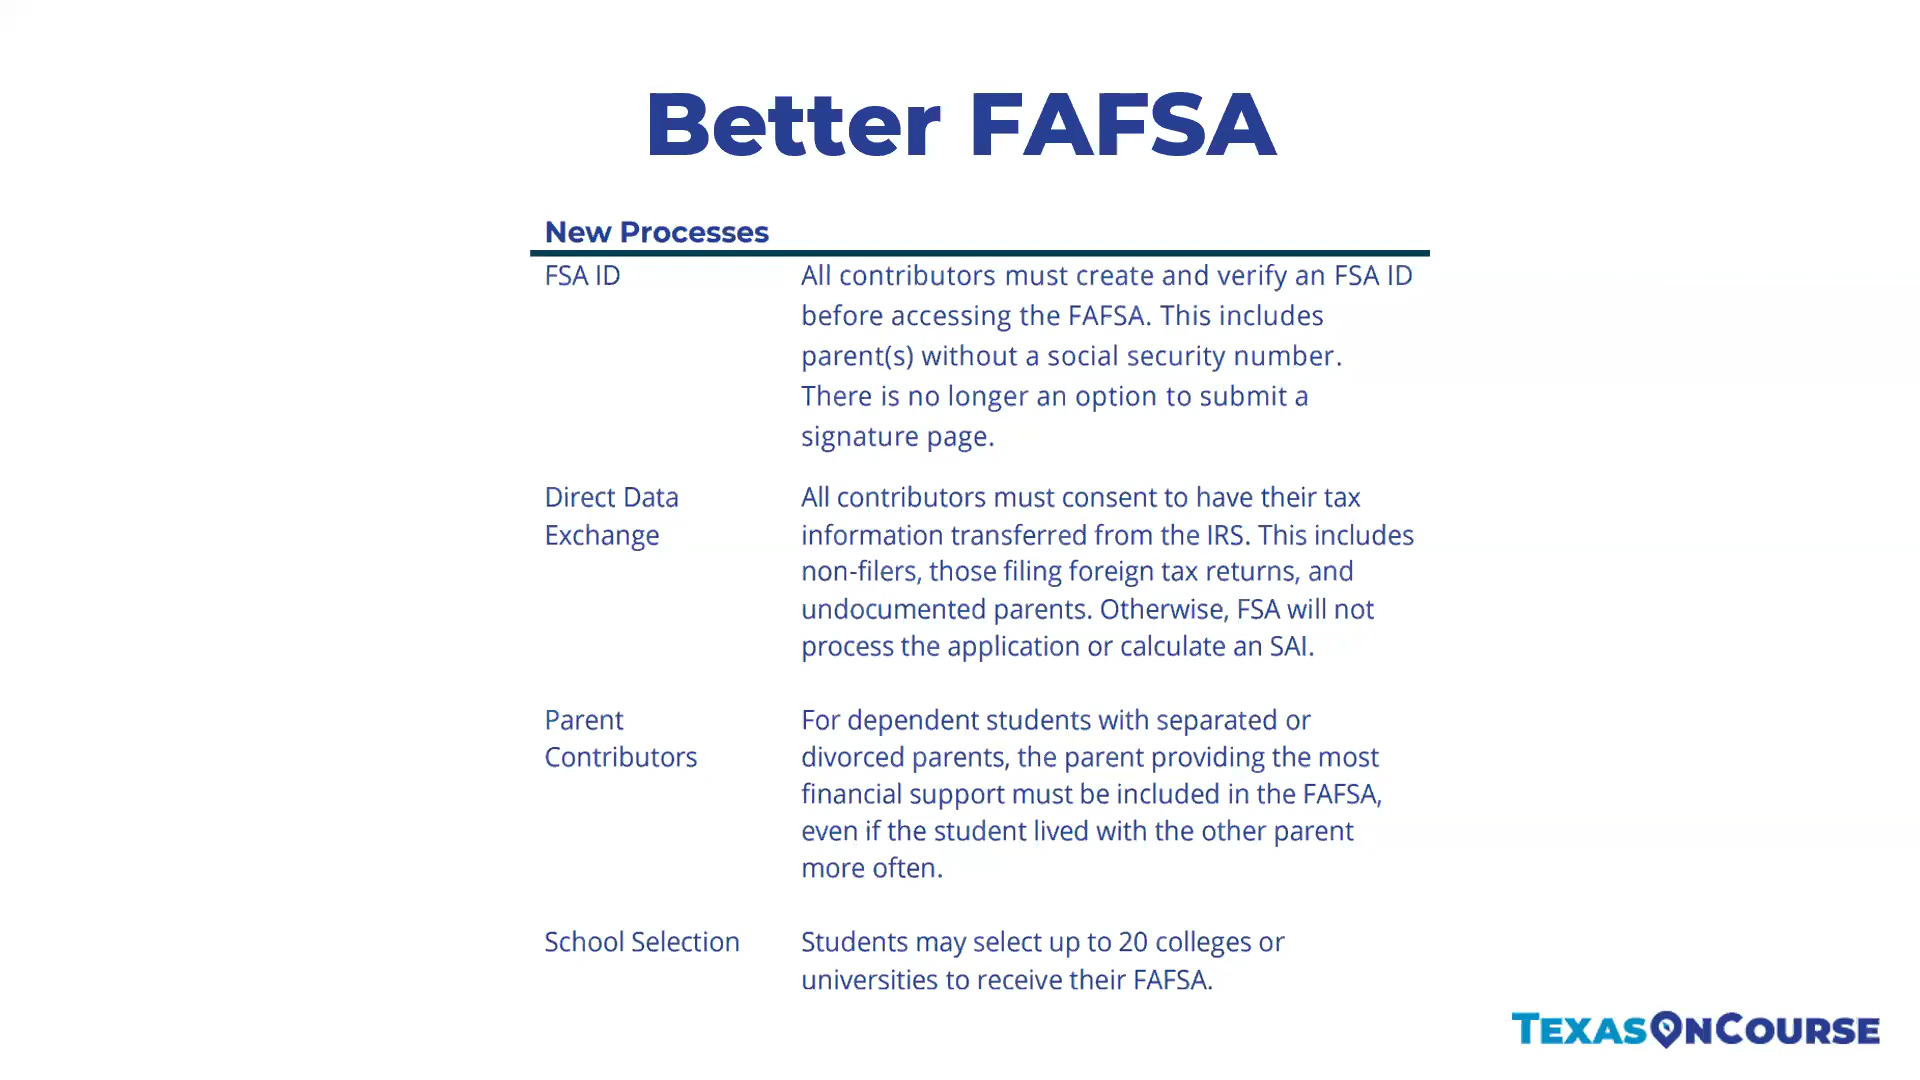 Better FAFSA
New Processes
FSA ID
All contributors must create and verify an FSA ID
before accessing the FAFSA. This includes
parent(s) without a social security number.
There is no longer an option to submit a
signature page.
Direct Data
Exchange
All contributors must consent to have their tax
information transferred from the IRS. This includes
non-filers, those filing foreign tax returns, and
undocumented parents. Otherwise, FSA will not
process the application or calculate an SAI.
Parent
Contributors
For dependent students with separated or
divorced parents, the parent providing the most
financial support must be included in the FAFSA,
even if the student lived with the other parent
more often.
School Selection
Students may select up to 20 colleges or
universities to receive their FAFSA.
TEXASONCOURSE